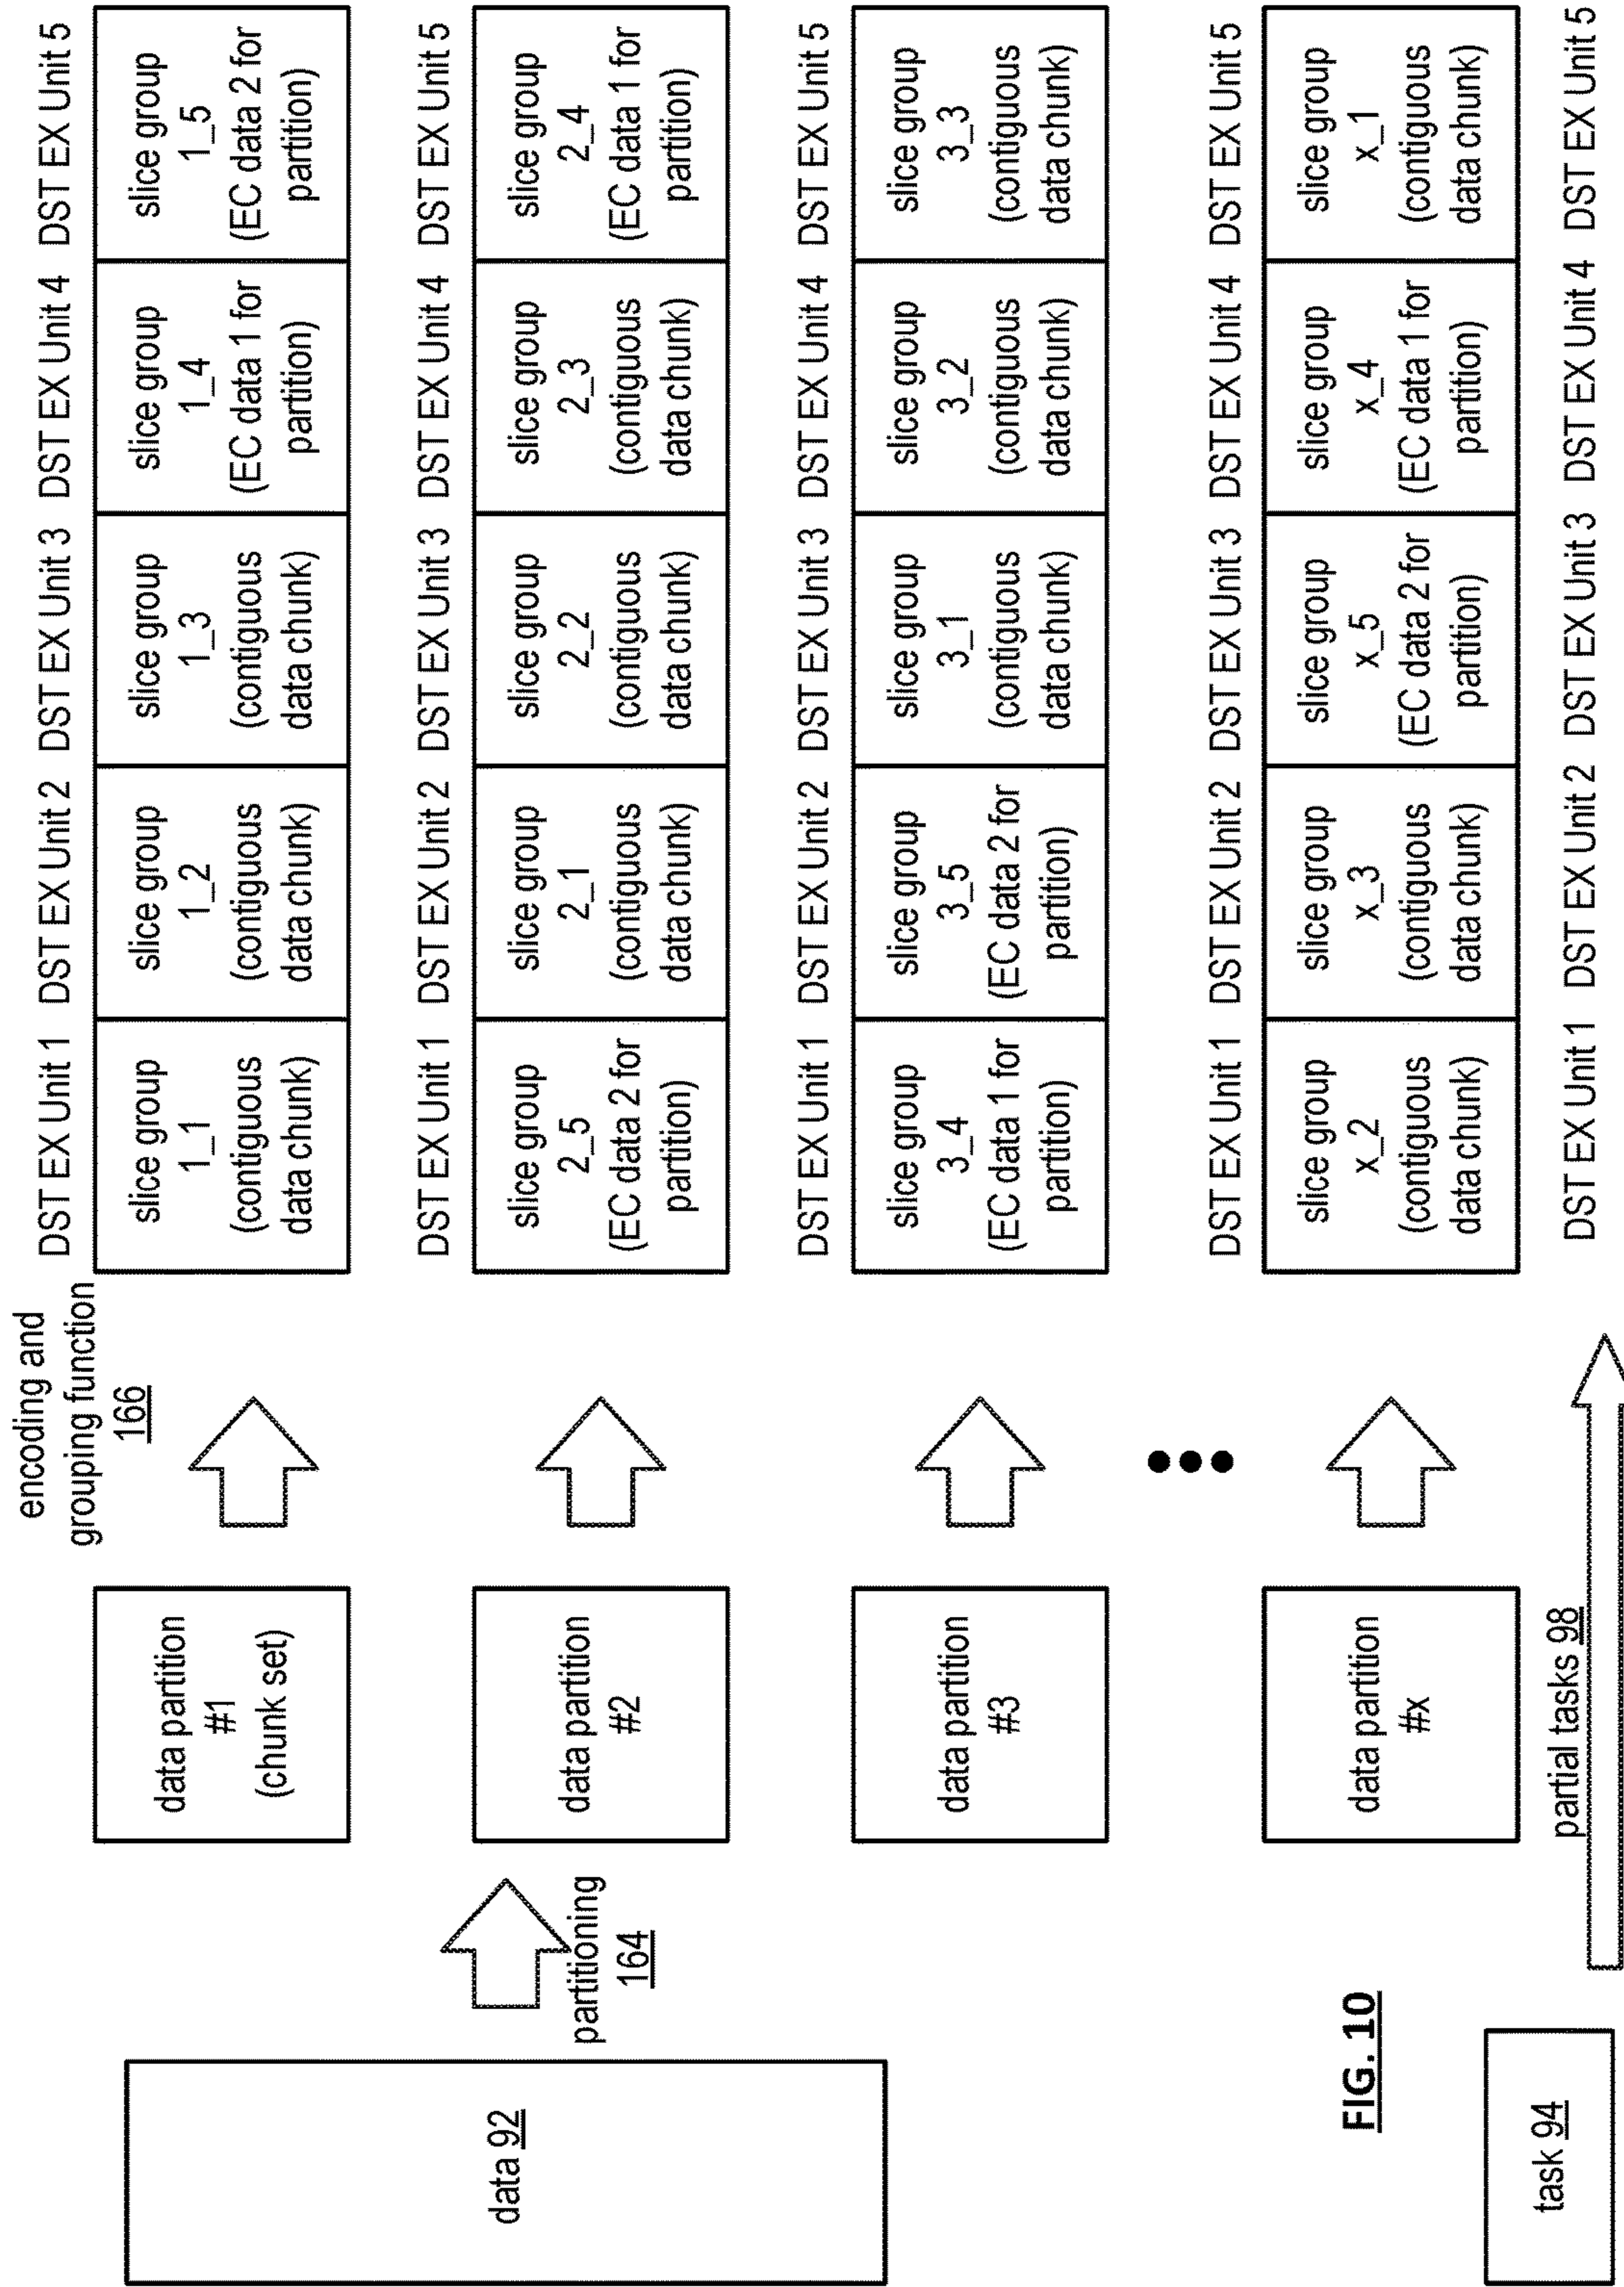 encoding and
grouping function
166
data 92
partitioning
164
data partition
#1
(chunk set)
DST EX Unit 1 DST EX Unit 2 DST EX Unit 3 DST EX Unit 4 DST EX Unit 5
slice group
1_1
(contiguous
data chunk)
slice group
1_2
(contiguous
data chunk)
slice group
1_3
(contiguous
data chunk)
slice group
1_4
(EC data 1 for
partition)
slice group
1_5
(EC data 2 for
partition)
data partition
#2
DST EX Unit 1 DST EX Unit 2 DST EX Unit 3 DST EX Unit 4 DST EX Unit 5
slice group
2_5
(EC data 2 for
partition)
slice group
2_1
(contiguous
data chunk)
slice group
2_2
(contiguous
data chunk)
slice group
2_3
(contiguous
data chunk)
slice group
2_4
(EC data 1 for
partition)
data partition
#3
DST EX Unit 1 DST EX Unit 2 DST EX Unit 3 DST EX Unit 4 DST EX Unit 5
slice group
3_4
(EC data 1 for
partition)
slice group
3_5
(EC data 2 for
partition)
slice group
3_1
(contiguous
data chunk)
slice group
3_2
(contiguous
data chunk)
slice group
3_3
(contiguous
data chunk)
data partition
#x
DST EX Unit 1 DST EX Unit 2 DST EX Unit 3 DST EX Unit 4 DST EX Unit 5
slice group
x_2
(contiguous
data chunk)
slice group
x_3
(contiguous
data chunk)
slice group
x_5
(EC data 2 for
partition)
slice group
x_4
(EC data 1 for
partition)
slice group
x_1
(contiguous
data chunk)
FIG. 10
task 94
partial tasks 98
DST EX Unit 1 DST EX Unit 2 DST EX Unit 3 DST EX Unit 4 DST EX Unit 5